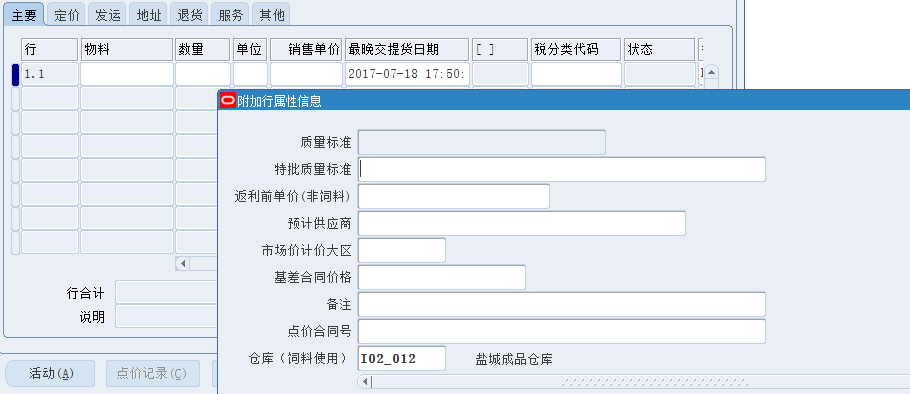 主要 定价 发运 地址 退货 服务 其他
行 物料 数量 单位 销售单价 最晚交提货日期 [ ] 税分类代码 状态
1.1 2017-07-18 17:50:
附加行属性信息
质量标准
特批质量标准
返利前单价(非饲料)
预计供应商
市场价计价大区
基差合同价格
备注
点价合同号
仓库（饲料使用） I02_012 盐城成品仓库
行合计
说明
活动(A) 点价记录(C)